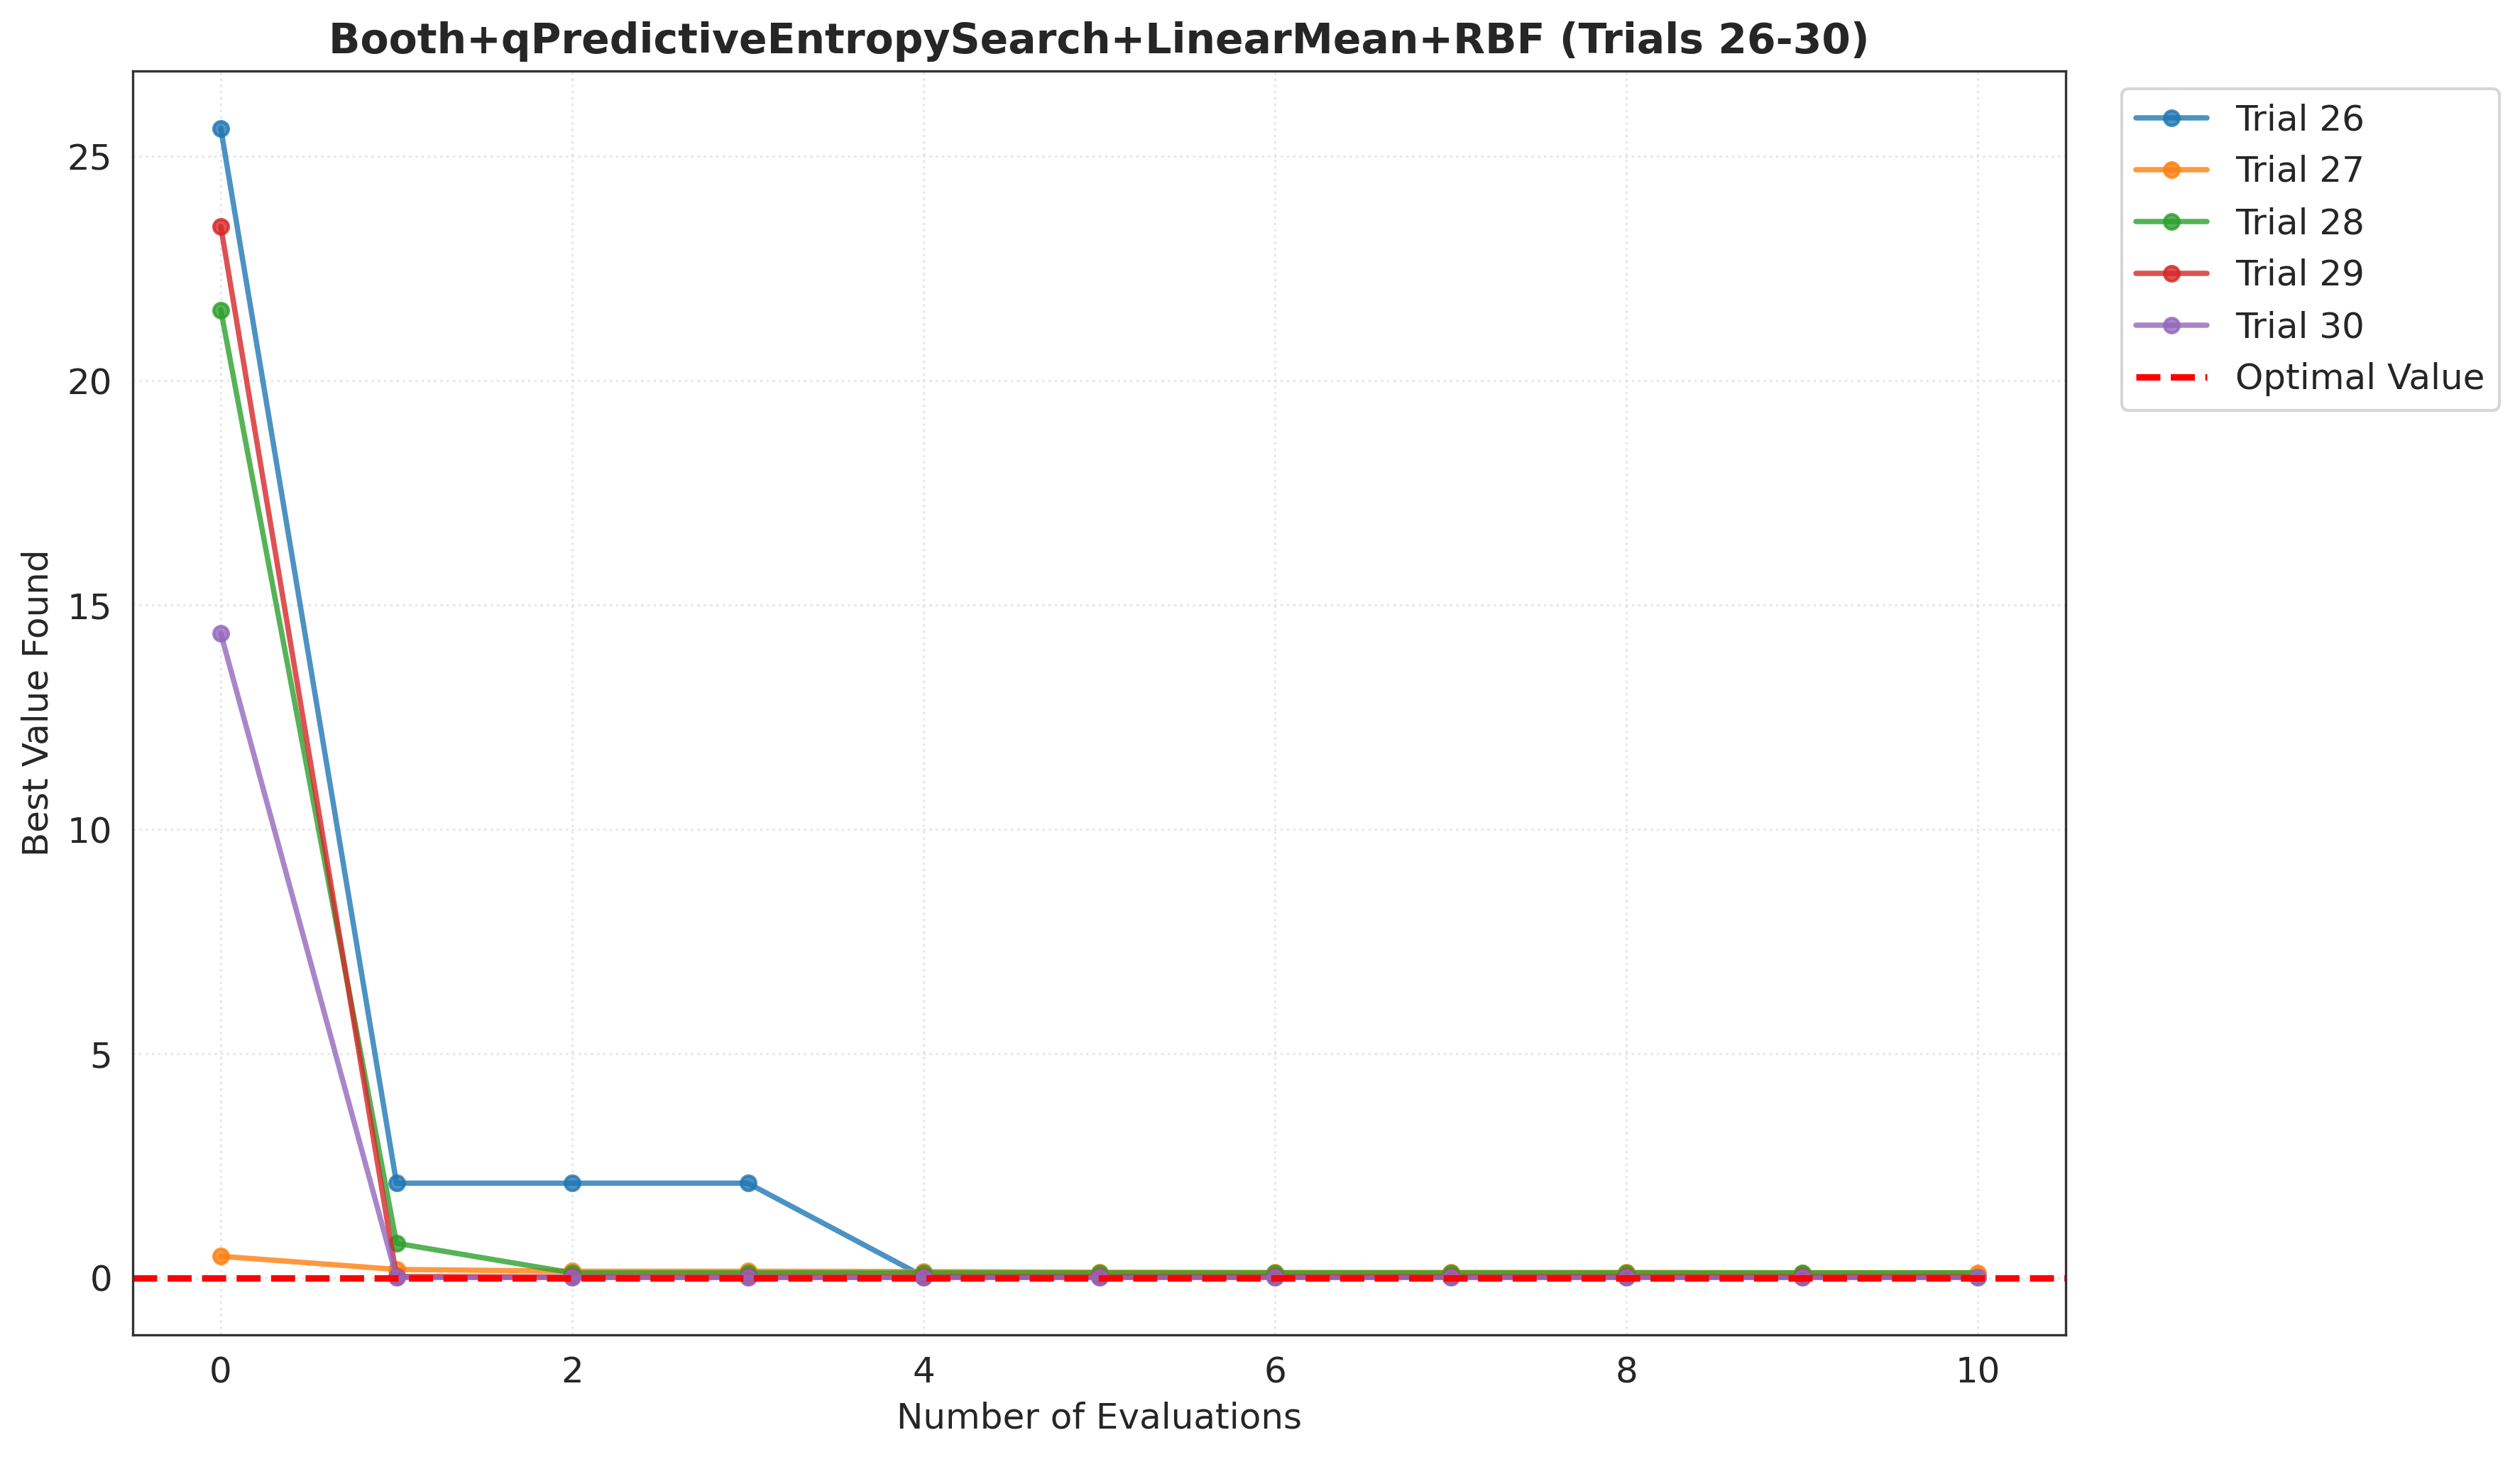 Booth+qPredictiveEntropySearch+LinearMean+RBF (Trials 26-30)
Trial 26
Trial 27
Trial 28
Trial 29
Trial 30
Optimal Value
Best Value Found
25
20
15
10
5
0
0 2 4 6 8 10
Number of Evaluations